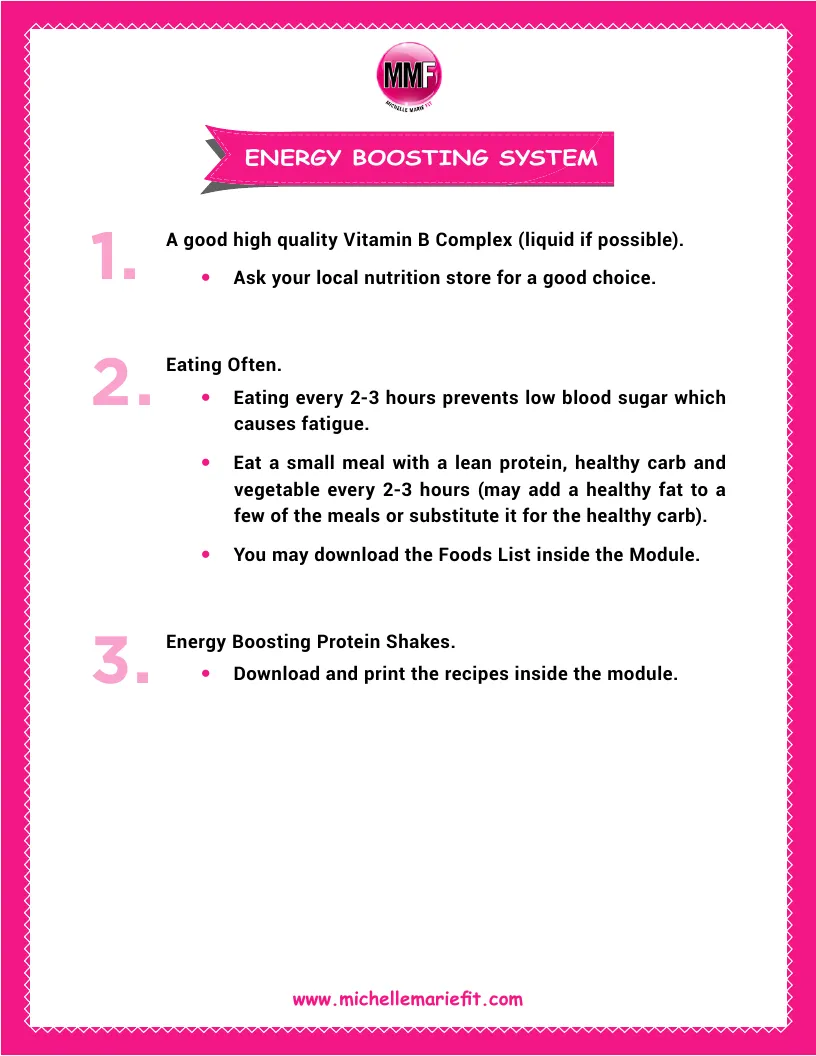 MMF
MICHELLE MARIE FIT
ENERGY BOOSTING SYSTEM
1. A good high quality Vitamin B Complex (liquid if possible).
• Ask your local nutrition store for a good choice.
2. Eating Often.
• Eating every 2-3 hours prevents low blood sugar which
causes fatigue.
• Eat a small meal with a lean protein, healthy carb and
vegetable every 2-3 hours (may add a healthy fat to a
few of the meals or substitute it for the healthy carb).
• You may download the Foods List inside the Module.
3. Energy Boosting Protein Shakes.
• Download and print the recipes inside the module.
www.michellemariefit.com